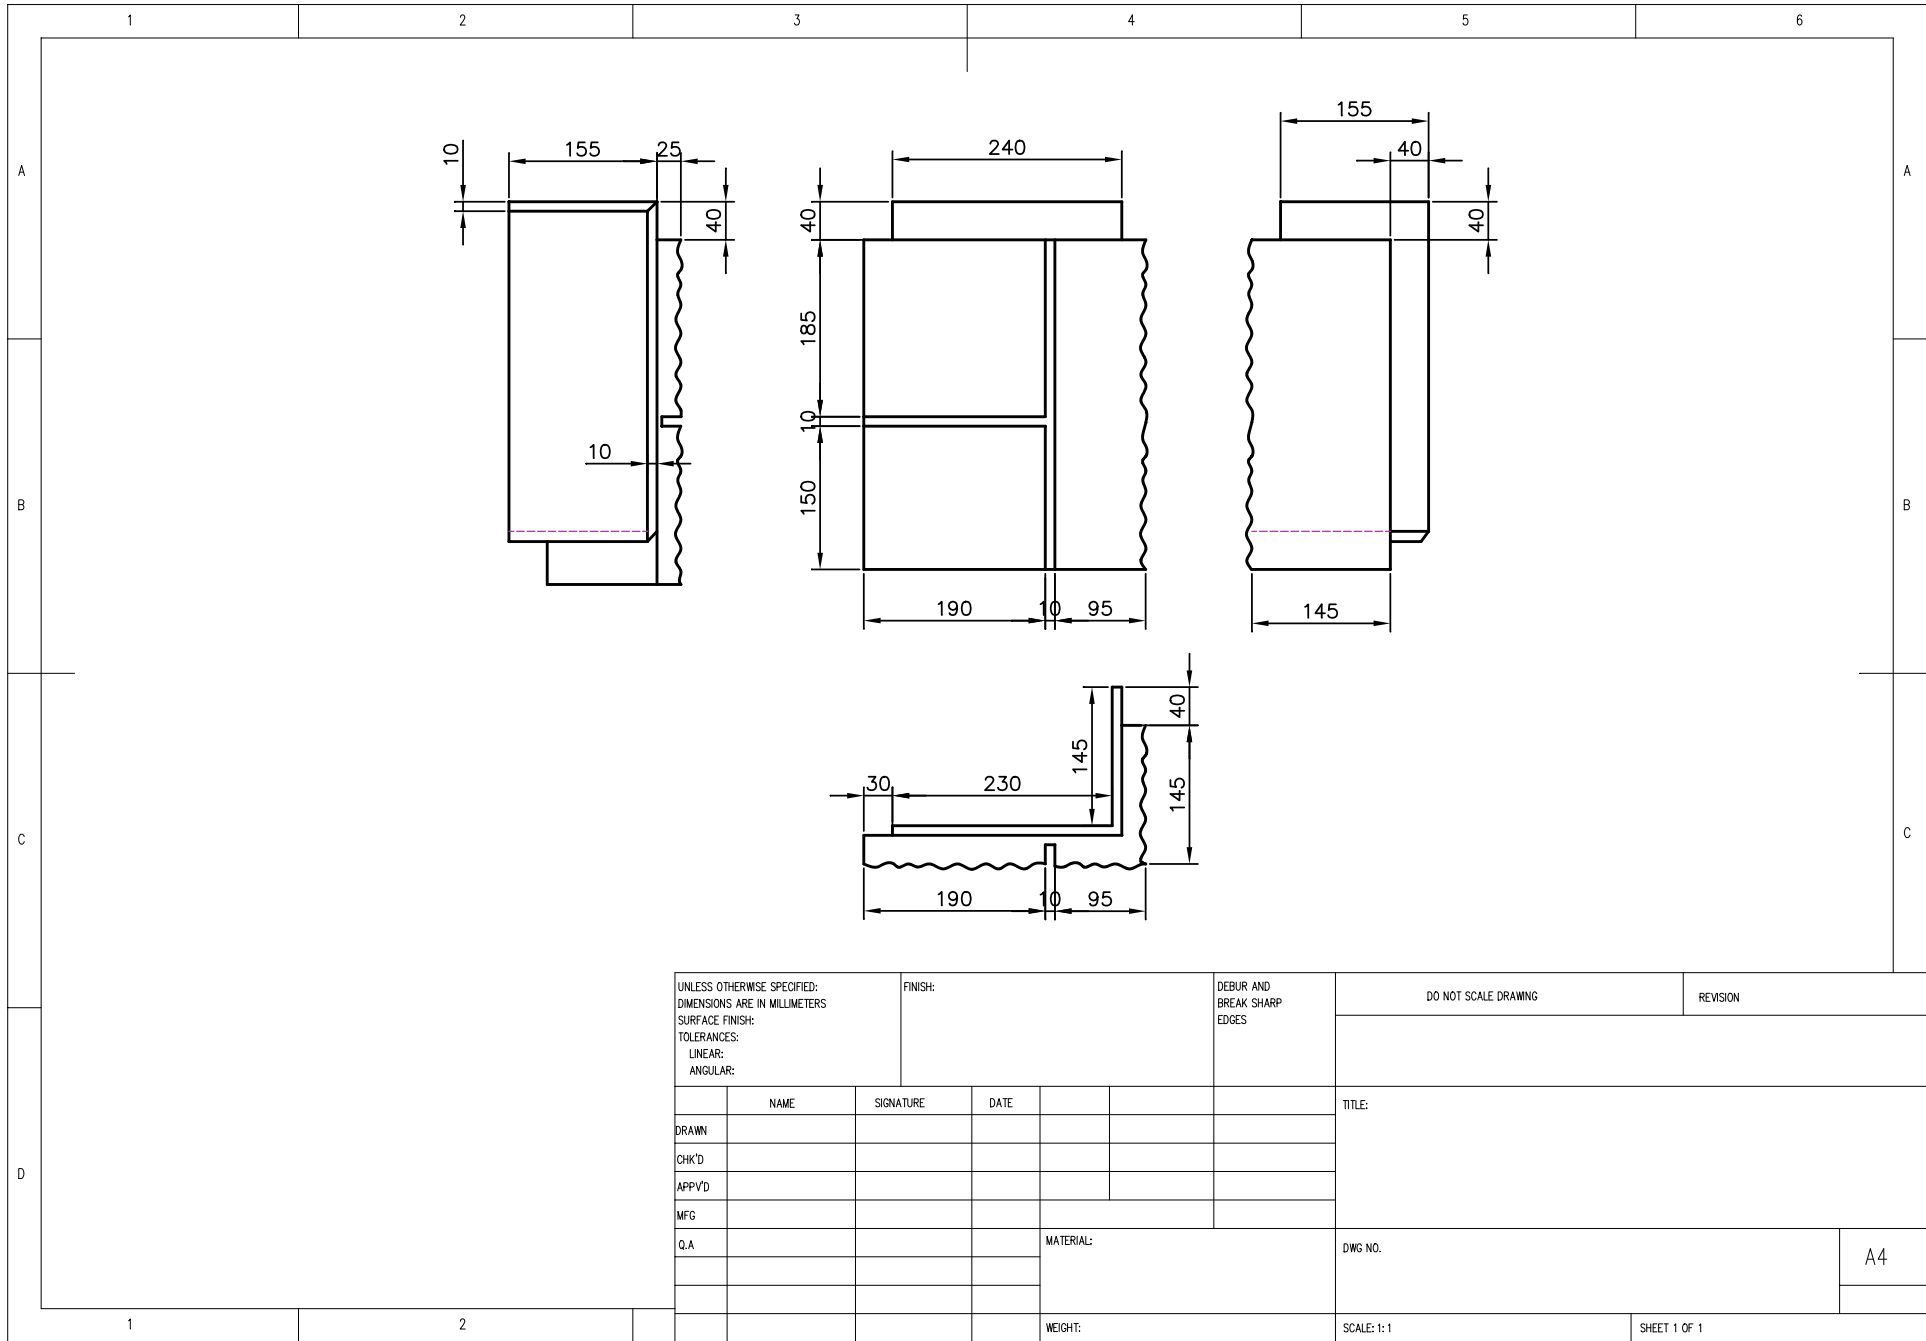 1 2 3 4 5 6
A A
B B
C C
D
1 2
10 155 25 40
10
240
40
185
10
150
190 10 95
155
40
40
145
40
145
145
30 230
190 10 95
UNLESS OTHERWISE SPECIFIED:
DIMENSIONS ARE IN MILLIMETERS
SURFACE FINISH:
TOLERANCES:
LINEAR:
ANGULAR:
FINISH:
DEBUR AND
BREAK SHARP
EDGES
DO NOT SCALE DRAWING
REVISION
NAME SIGNATURE DATE
TITLE:
DRAWN
CHK'D
APPV'D
MFG
Q.A
MATERIAL:
DWG NO.
A4
WEIGHT:
SCALE: 1:1
SHEET 1 OF 1